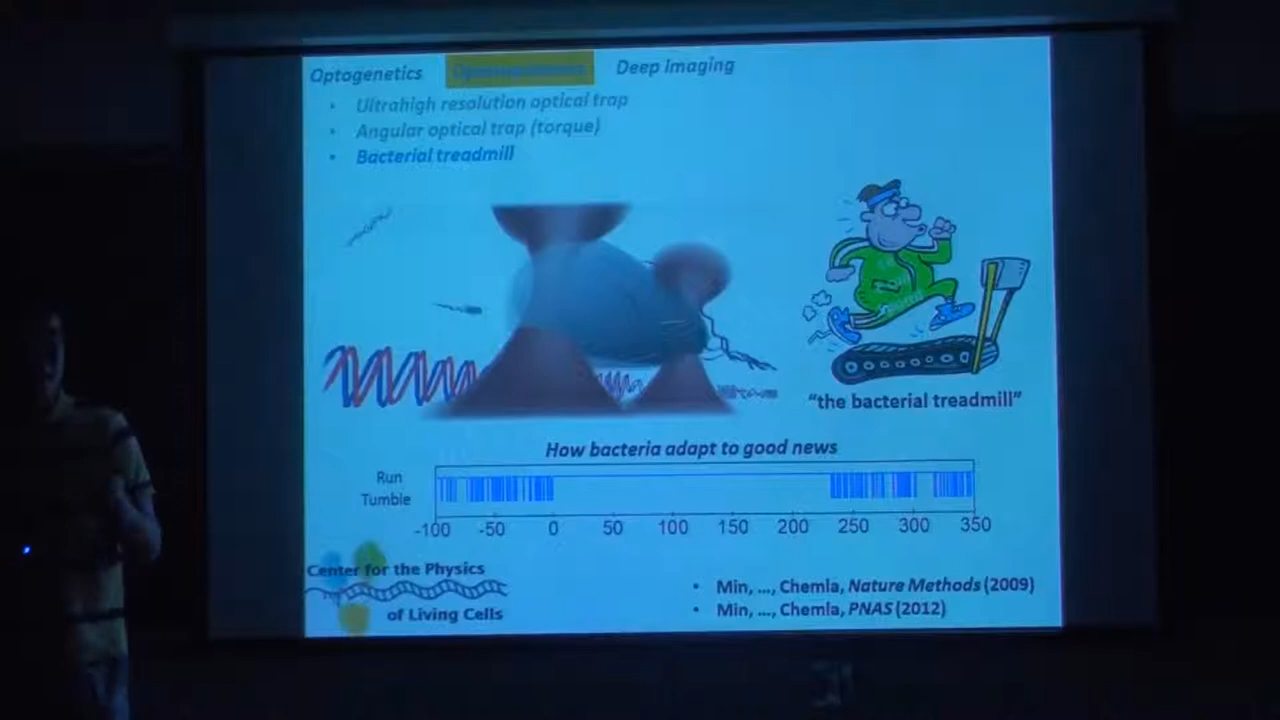 Optogenetics Deep imaging
• Ultrahigh resolution optical trap
• Angular optical trap (torque)
• Bacterial treadmill
“the bacterial treadmill”
How bacteria adapt to good news
Run
Tumble
-100 -50 0 50 100 150 200 250 300 350
Center for the Physics
of Living Cells
• Min, ..., Chemla, Nature Methods (2009)
• Min, ..., Chemla, PNAS (2012)